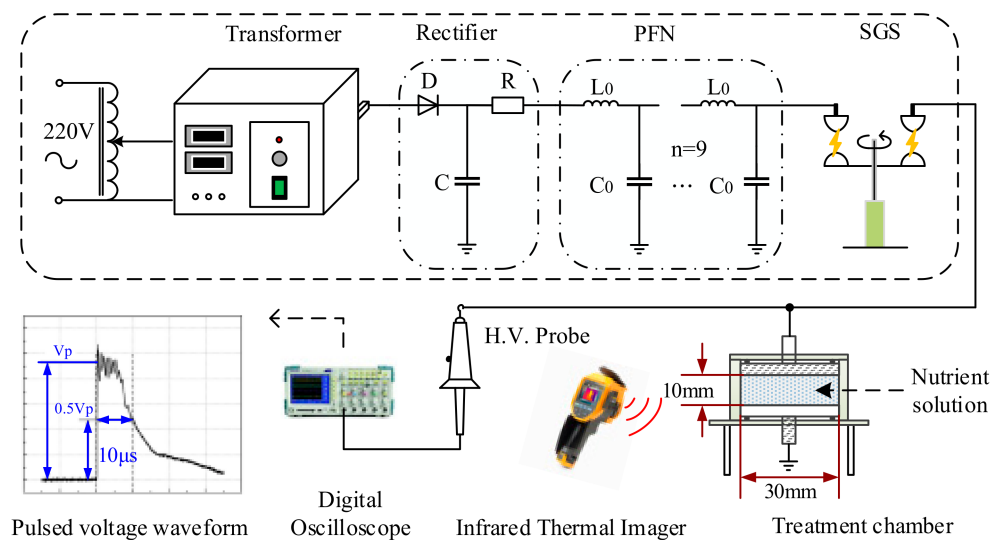 Transformer
Rectifier
PFN
SGS
220V
D
R
C
L0
L0
n=9
C0
...
C0
Vp
0.5Vp
10μs
H.V. Probe
10mm
30mm
Nutrient
solution
Pulsed voltage waveform
Digital
Oscilloscope
Infrared Thermal Imager
Treatment chamber